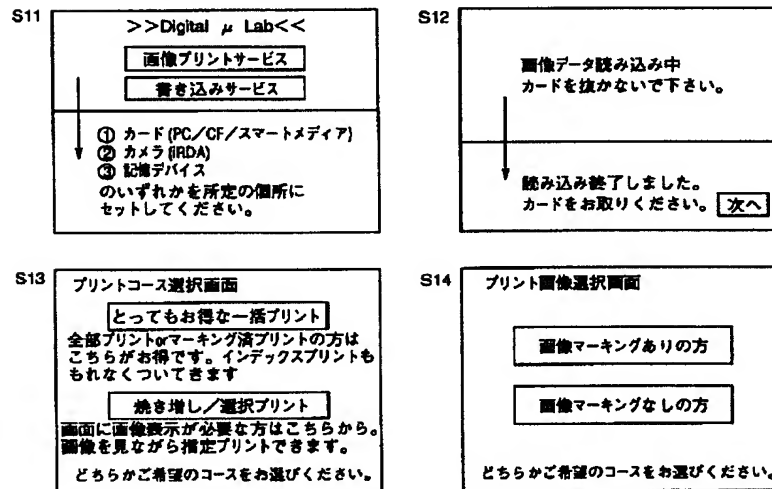 S11
>>Digital μ Lab<<
画像プリントサービス
書き込みサービス
① カード(PC/CF/スマートメディア)
② カメラ(iRDA)
③ 記憶デバイス
のいずれかを所定の個所に
セットしてください。
S12
画像データ読み込み中
カードを抜かないで下さい。
読み込み終了しました。
カードをお取りください。 次へ
S13
プリントコース選択画面
とってもお得な一括プリント
全部プリントorマーキング済プリントの方は
こちらがお得です。インデックスプリントも
もれなくついてきます
焼き増し/選択プリント
画面に画像表示が必要な方はこちらから。
画像を見ながら指定プリントできます。
どちらかご希望のコースをお選びください。
S14
プリント画像選択画面
画像マーキングありの方
画像マーキングなしの方
どちらかご希望のコースをお選びください。